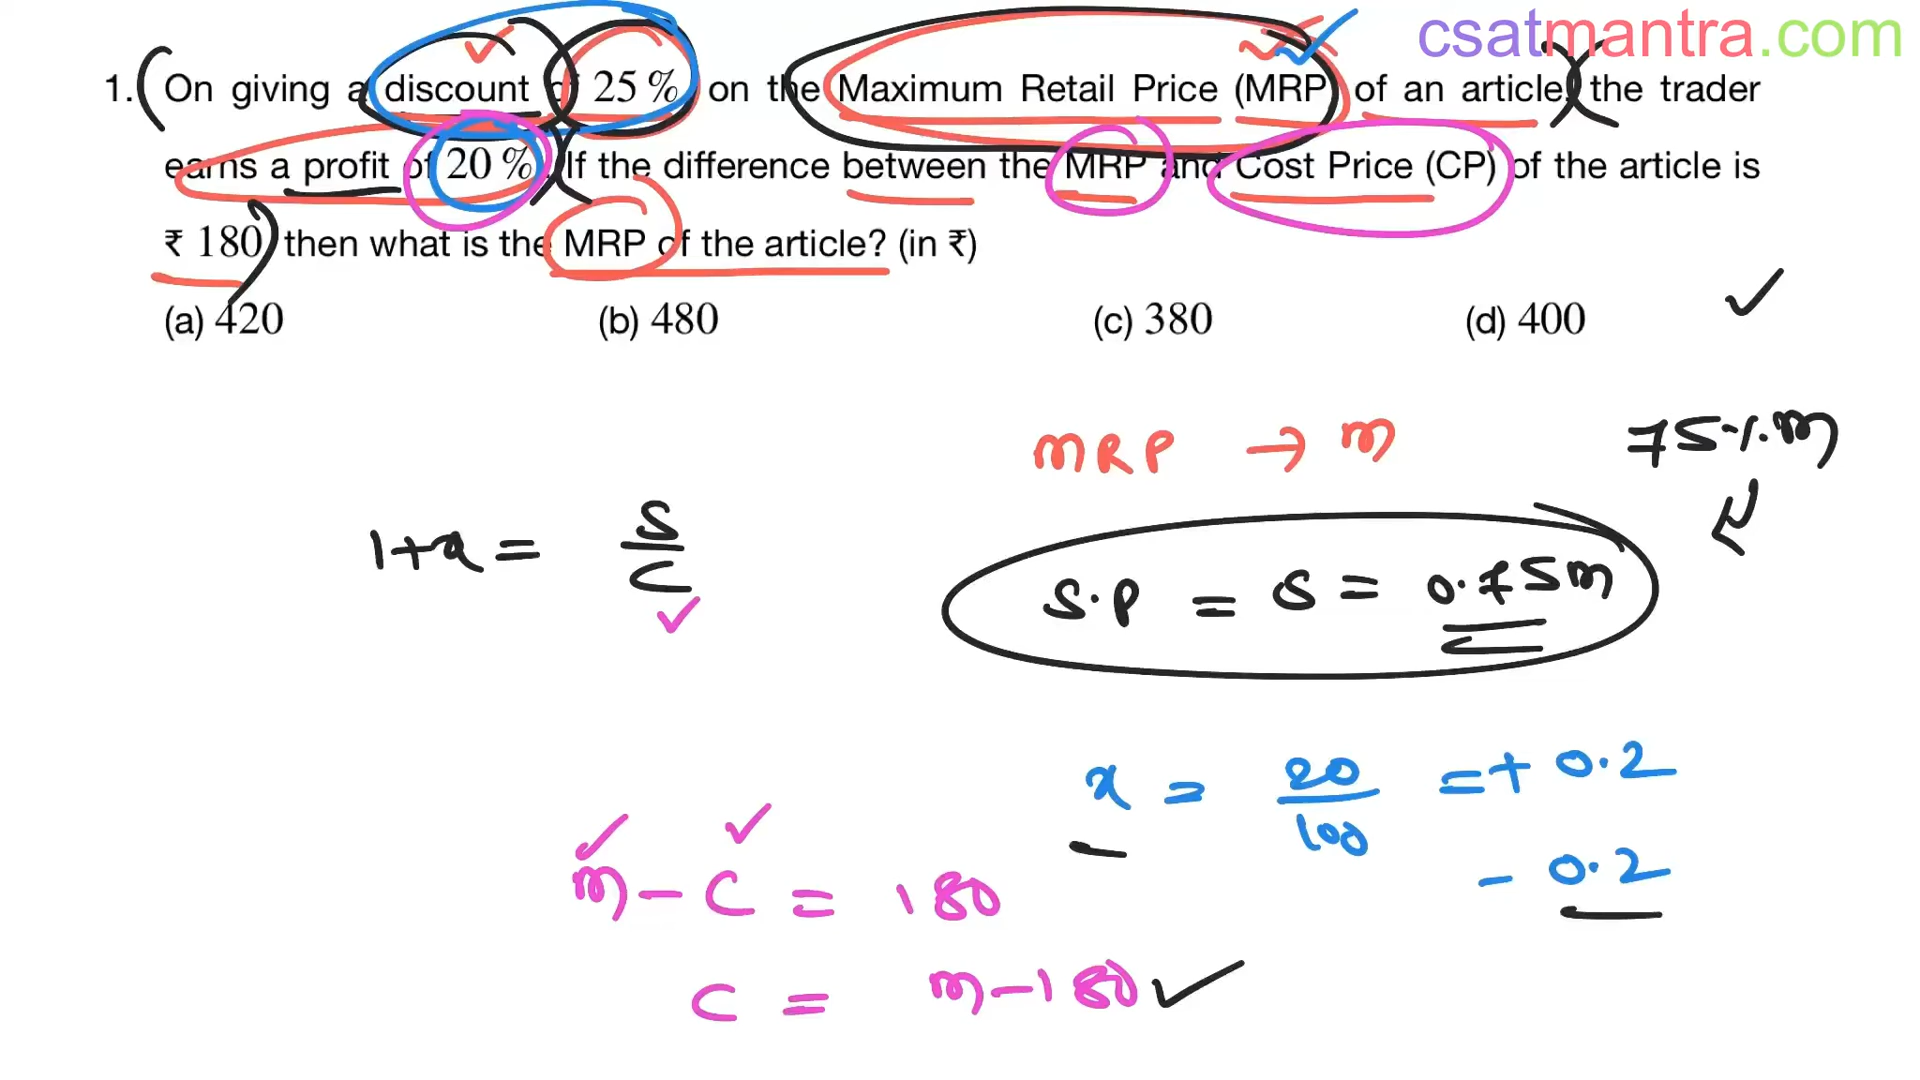 csatmantra.com
1. On giving a discount of 25 % on the Maximum Retail Price (MRP) of an article, the trader
earns a profit of 20 %. If the difference between the MRP and Cost Price (CP) of the article is
₹ 180, then what is the MRP of the article? (in ₹)
(a) 420 (b) 480 (c) 380 (d) 400
MRP → m
75% m
1+x = S/C
S.P = S = 0.75m
x = 20/100 = + 0.2
- 0.2
m - C = 180
C = m - 180